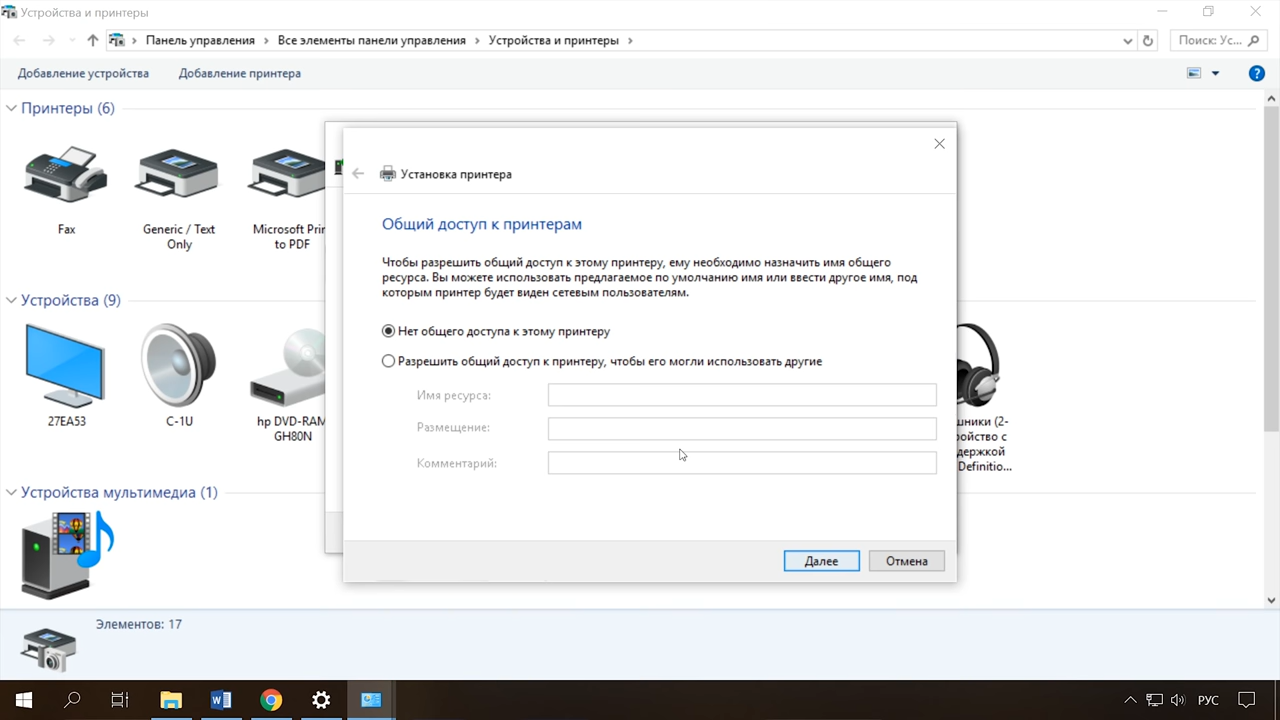 Устройства и принтеры
Панель управления
Все элементы панели управления
Устройства и принтеры
Поиск: Ус...
Добавление устройства
Добавление принтера
Принтеры (6)
Fax
Generic / Text
Only
Microsoft Prin
to PDF
Установка принтера
Общий доступ к принтерам
Чтобы разрешить общий доступ к этому принтеру, ему необходимо назначить имя общего
ресурса. Вы можете использовать предлагаемое по умолчанию имя или ввести другое имя, под
которым принтер будет виден сетевым пользователям.
Нет общего доступа к этому принтеру
Разрешить общий доступ к принтеру, чтобы его могли использовать другие
Имя ресурса:
Размещение:
Комментарий:
Далее
Отмена
Устройства (9)
27EA53
C-1U
hp DVD-RAM
GH80N
шники (2-
ройство с
держкой
Definitio...
Устройства мультимедиа (1)
Элементов: 17
РУС